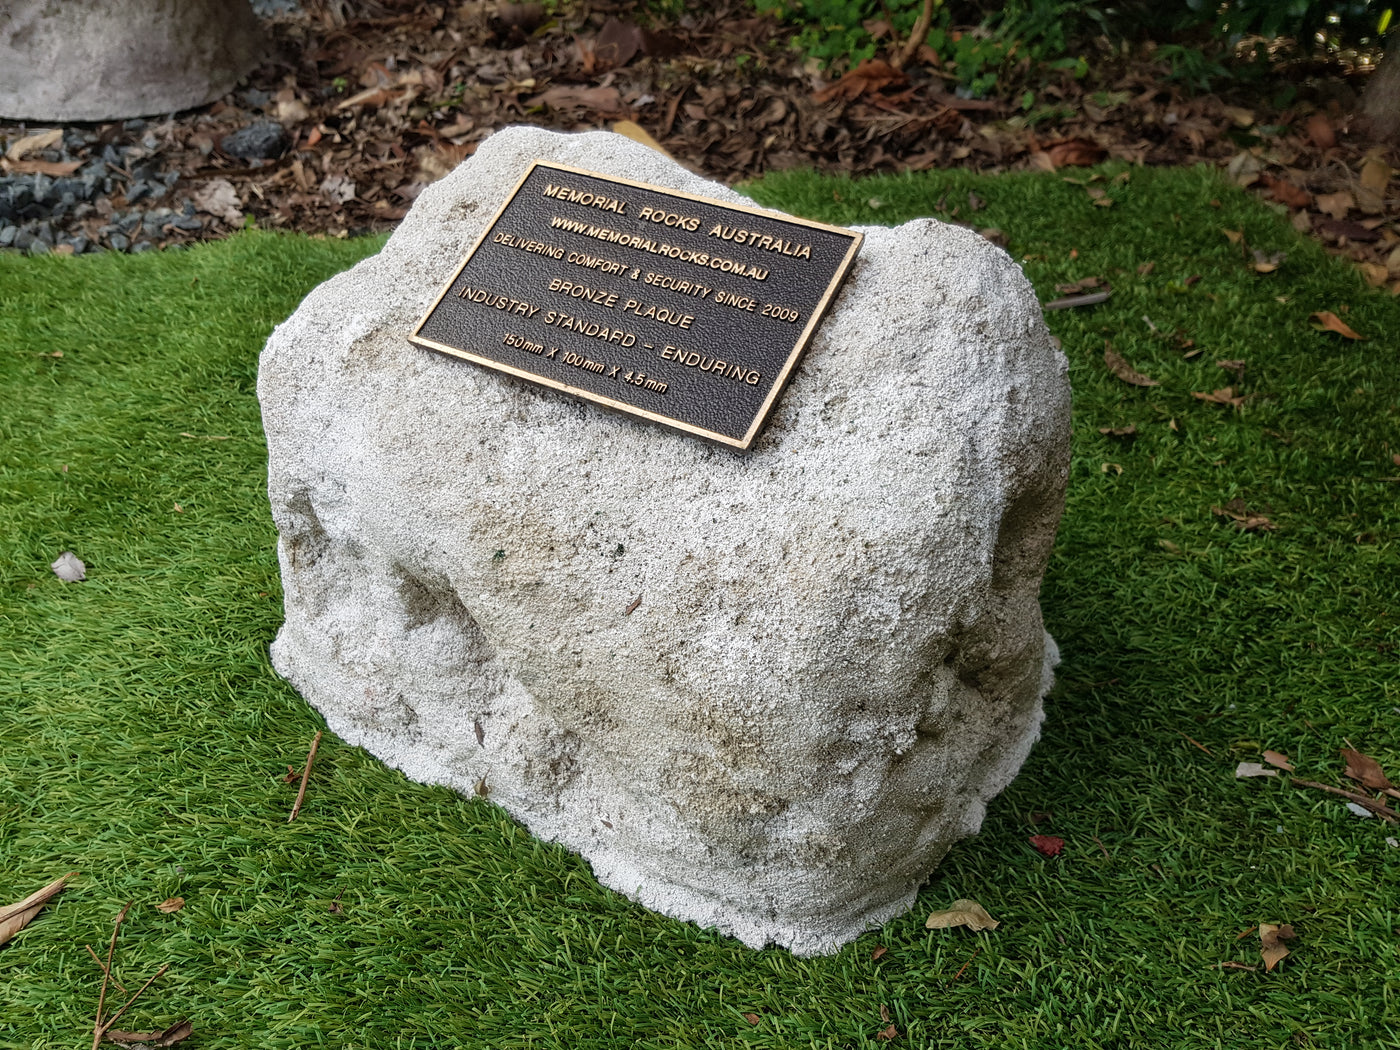 MEMORIAL ROCKS AUSTRALIA
WWW.MEMORIALROCKS.COM.AU
DELIVERING COMFORT & SECURITY SINCE 2009
BRONZE PLAQUE
INDUSTRY STANDARD - ENDURING
150mm X 100mm X 4.5mm